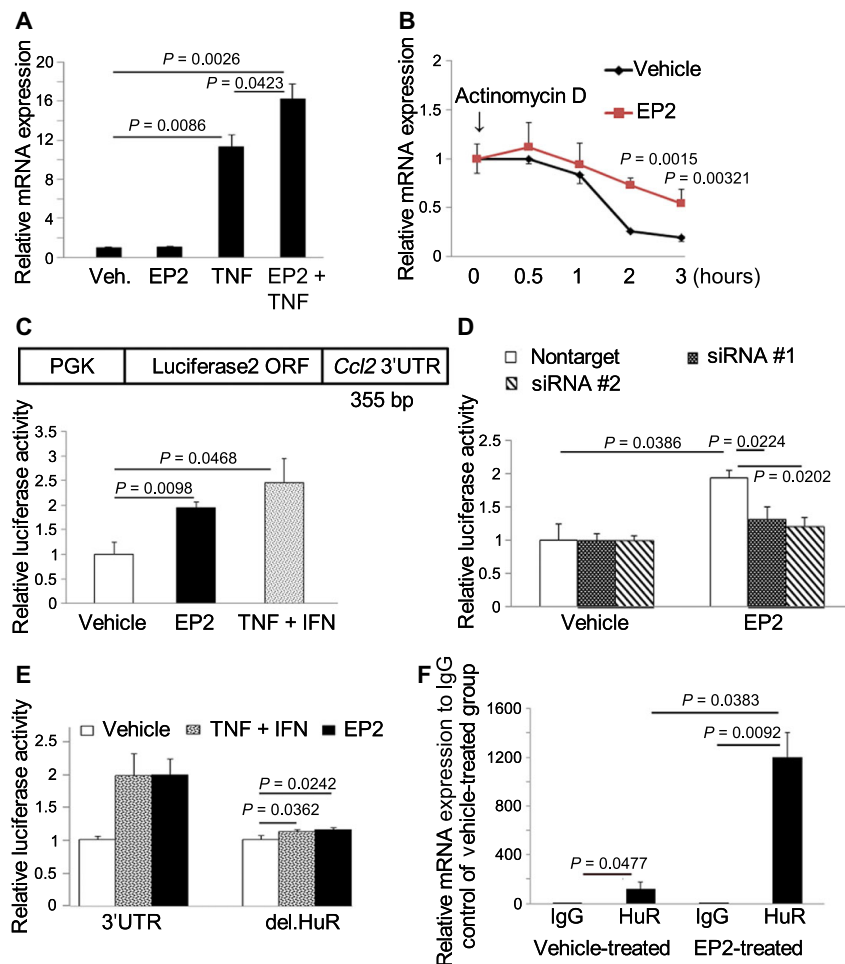 A
Relative mRNA expression
20
16
12
8
4
0
P = 0.0026
P = 0.0423
P = 0.0086
Veh.
EP2
TNF
EP2 +
TNF
B
Relative mRNA expression
2
1.5
1
0.5
0
Vehicle
EP2
Actinomycin D
↓
P = 0.0015
P = 0.00321
0 0.5 1 2 3 (hours)
C
PGK
Luciferase2 ORF
Ccl2 3'UTR
355 bp
Relative luciferase activity
3.5
3
2.5
2
1.5
1
0.5
0
P = 0.0468
P = 0.0098
Vehicle
EP2
TNF + IFN
D
Nontarget
siRNA #1
siRNA #2
Relative luciferase activity
2.5
2
1.5
1
0.5
0
P = 0.0386
P = 0.0224
P = 0.0202
Vehicle
EP2
E
Vehicle
TNF + IFN
EP2
Relative luciferase activity
2.5
2
1.5
1
0.5
0
P = 0.0242
P = 0.0362
3'UTR
del.HuR
F
Relative mRNA expression to IgG
control of vehicle-treated group
1600
1200
800
400
0
P = 0.0383
P = 0.0092
P = 0.0477
IgG HuR IgG HuR
Vehicle-treated
EP2-treated